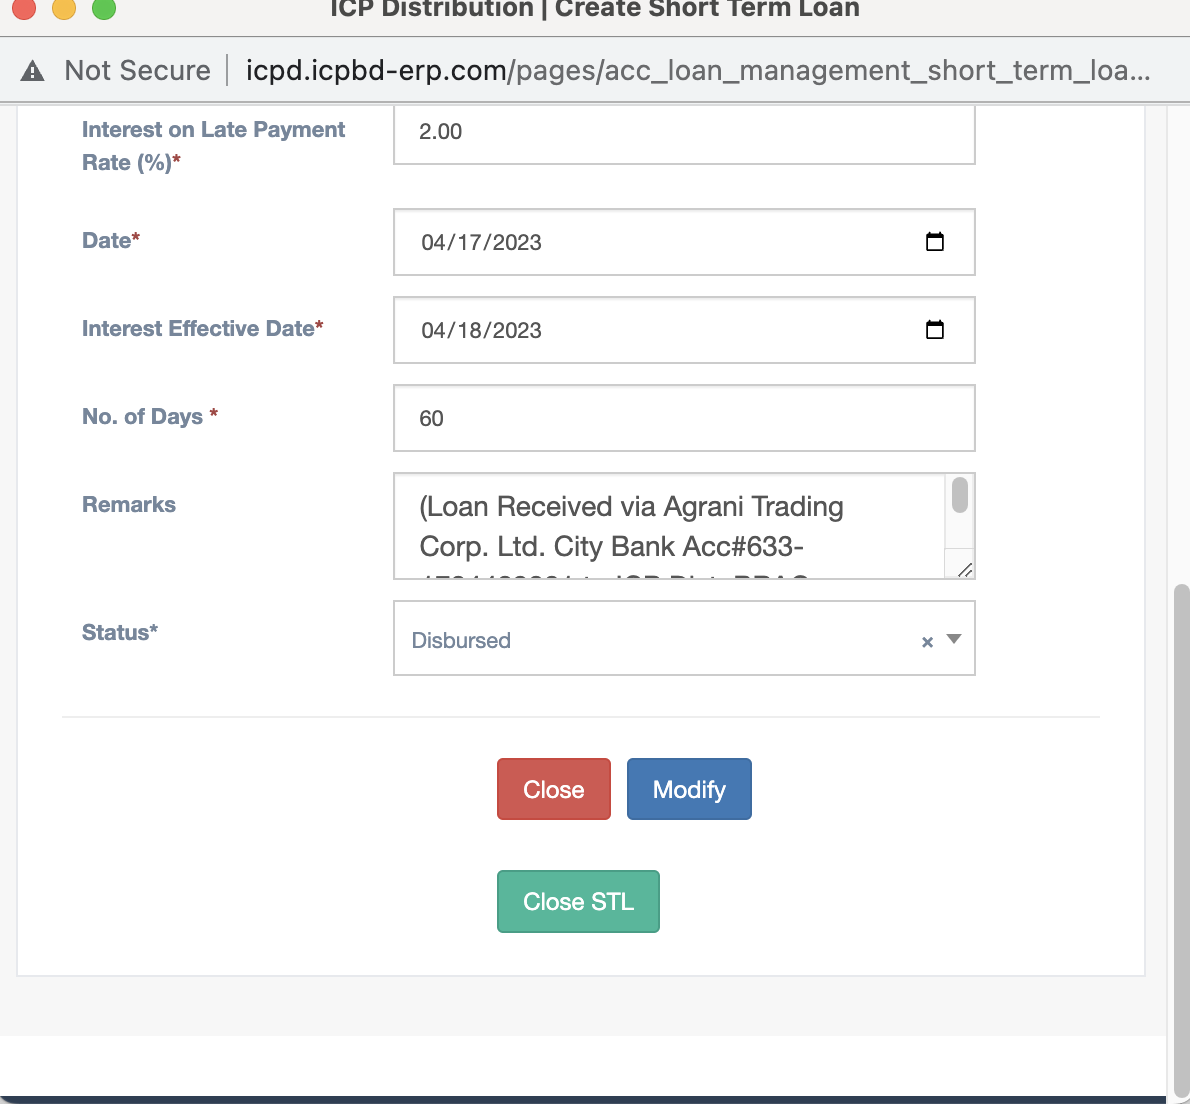 ICP Distribution | Create Short Term Loan
Not Secure | icpd.icpbd-erp.com/pages/acc_loan_management_short_term_loa...
Interest on Late Payment
Rate (%)*
2.00
Date*
04/17/2023
Interest Effective Date*
04/18/2023
No. of Days *
60
Remarks
(Loan Received via Agrani Trading
Corp. Ltd. City Bank Acc#633-
Status*
Disbursed
× 
Close
Modify
Close STL